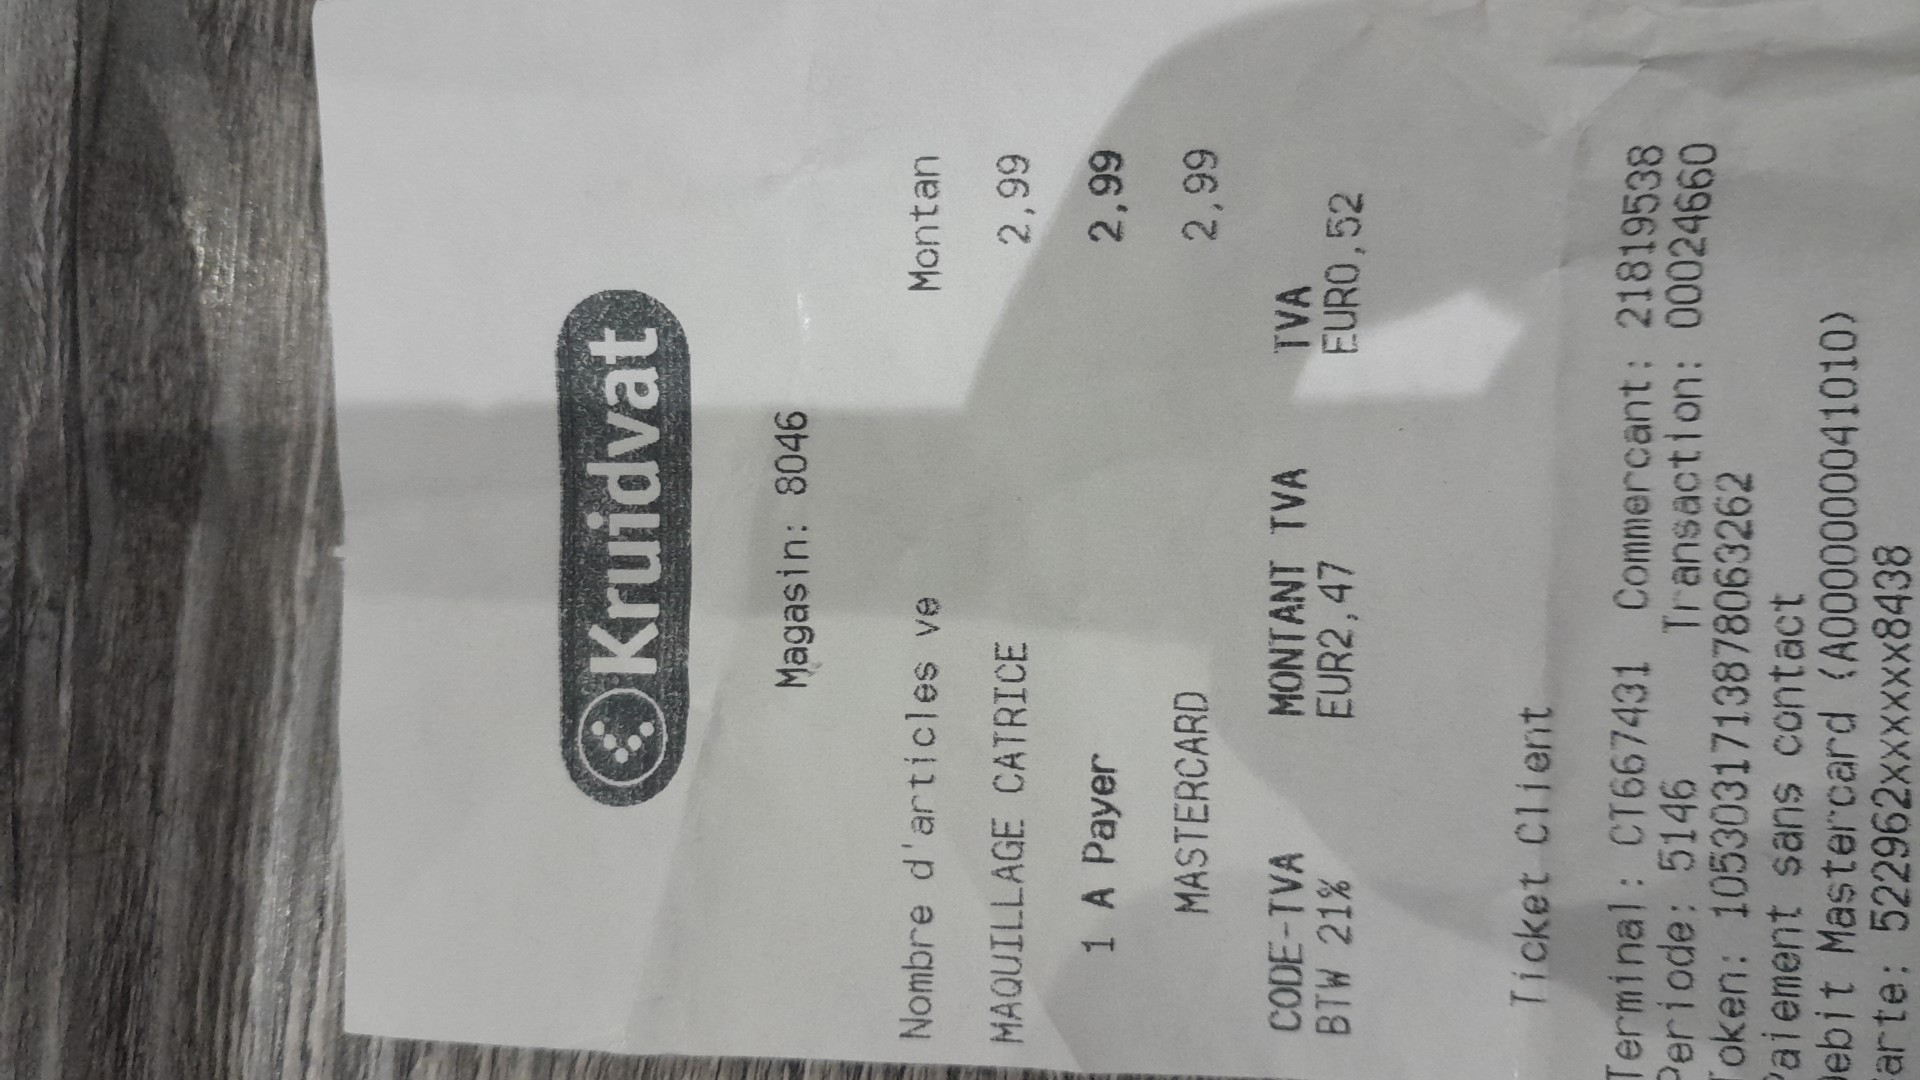 Kruidvat
Magasin: 8046
Nombre d'articles ve Montan
MAQUILLAGE CATRICE 2,99
1 A Payer 2,99
MASTERCARD 2,99
CODE-TVA MONTANT TVA TVA
BTW 21% EUR2,47 EUR0,52
Ticket Client
Terminal: CT667431 Commercant: 21819538
Periode: 5146 Transaction: 00024660
Token: 1053031713878063262
Paiement sans contact
Debit Mastercard (A0000000041010)
arte: 522962xxxxxx8438